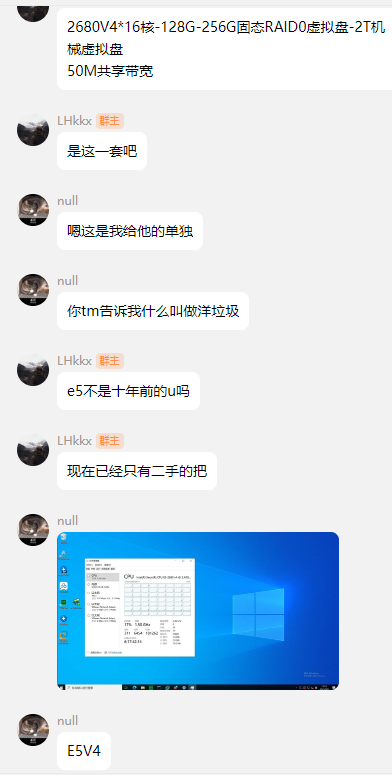 2680V4*16核-128G-256G固态RAID0虚拟盘-2T机
械虚拟盘
50M共享带宽
LHkkx 群主
是这一套吧
null
嗯这是我给他的单独
null
你tm告诉我什么叫做洋垃圾
LHkkx 群主
e5不是十年前的u吗
LHkkx 群主
现在已经只有二手的把
null
CPU
null
E5V4